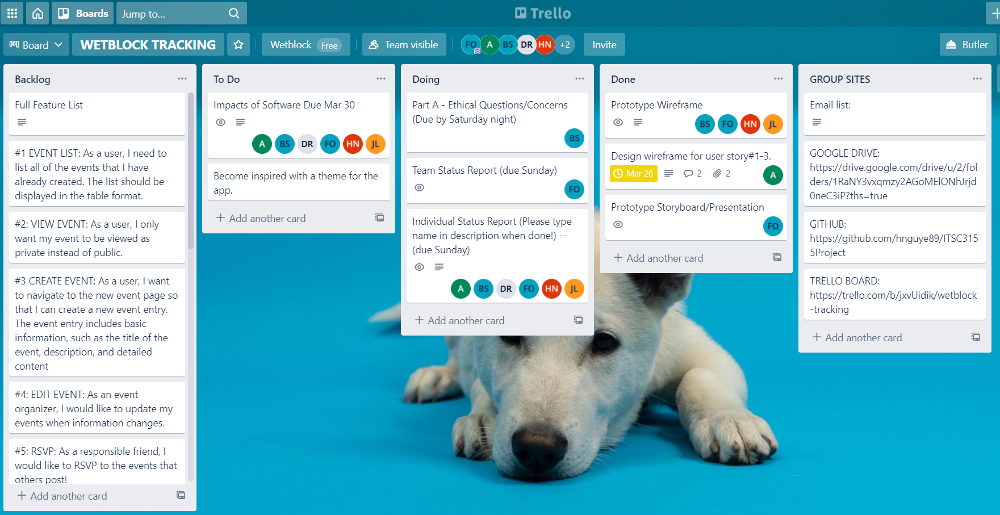 Boards
Jump to...
Trello
Board
WETBLOCK TRACKING
Wetblock Free
Team visible
FO A BS DR HN +2
Invite
Butler
Backlog
Full Feature List
#1 EVENT LIST: As a user, I need to
list all of the events that I have
already created. The list should be
displayed in the table format.
#2: VIEW EVENT: As a user, I only
want my event to be viewed as
private instead of public.
#3 CREATE EVENT: As a user, I want
to navigate to the new event page so
that I can create a new event entry.
The event entry includes basic
information, such as the title of the
event, description, and detailed
content
#4: EDIT EVENT: As an event
organizer, I would like to update my
events when information changes.
#5: RSVP: As a responsible friend, I
would like to RSVP to the events that
others post!
+ Add another card
To Do
Impacts of Software Due Mar 30
A BS DR FO HN JL
Become inspired with a theme for the
app.
+ Add another card
Doing
Part A - Ethical Questions/Concerns
(Due by Saturday night)
BS
Team Status Report (due Sunday)
FO
Individual Status Report (Please type
name in description when done!) --
(due Sunday)
A BS DR FO HN JL
+ Add another card
Done
Prototype Wireframe
BS FO HN JL
Design wireframe for user story#1-3.
Mar 26 2 2
A
Prototype Storyboard/Presentation
FO
+ Add another card
GROUP SITES
Email list:
GOOGLE DRIVE:
https://drive.google.com/drive/u/2/fol
ders/1RaNY3vxqmzy2AGoMElONhJrjd
0neC3iP?ths=true
GITHUB:
https://github.com/hnguye89/ITSC315
5Project
TRELLO BOARD:
https://trello.com/b/jxvUidik/wetblock
-tracking
+ Add another card